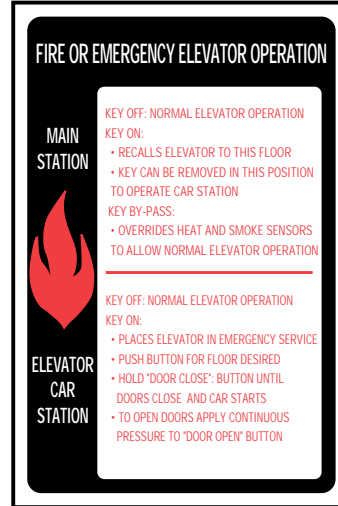 FIRE OR EMERGENCY ELEVATOR OPERATION
MAIN
STATION
KEY OFF: NORMAL ELEVATOR OPERATION
KEY ON:
• RECALLS ELEVATOR TO THIS FLOOR
• KEY CAN BE REMOVED IN THIS POSITION
TO OPERATE CAR STATION
KEY BY-PASS:
• OVERRIDES HEAT AND SMOKE SENSORS
TO ALLOW NORMAL ELEVATOR OPERATION
ELEVATOR
CAR
STATION
KEY OFF: NORMAL ELEVATOR OPERATION
KEY ON:
• PLACES ELEVATOR IN EMERGENCY SERVICE
• PUSH BUTTON FOR FLOOR DESIRED
• HOLD "DOOR CLOSE": BUTTON UNTIL
DOORS CLOSE AND CAR STARTS
• TO OPEN DOORS APPLY CONTINUOUS
PRESSURE TO "DOOR OPEN" BUTTON